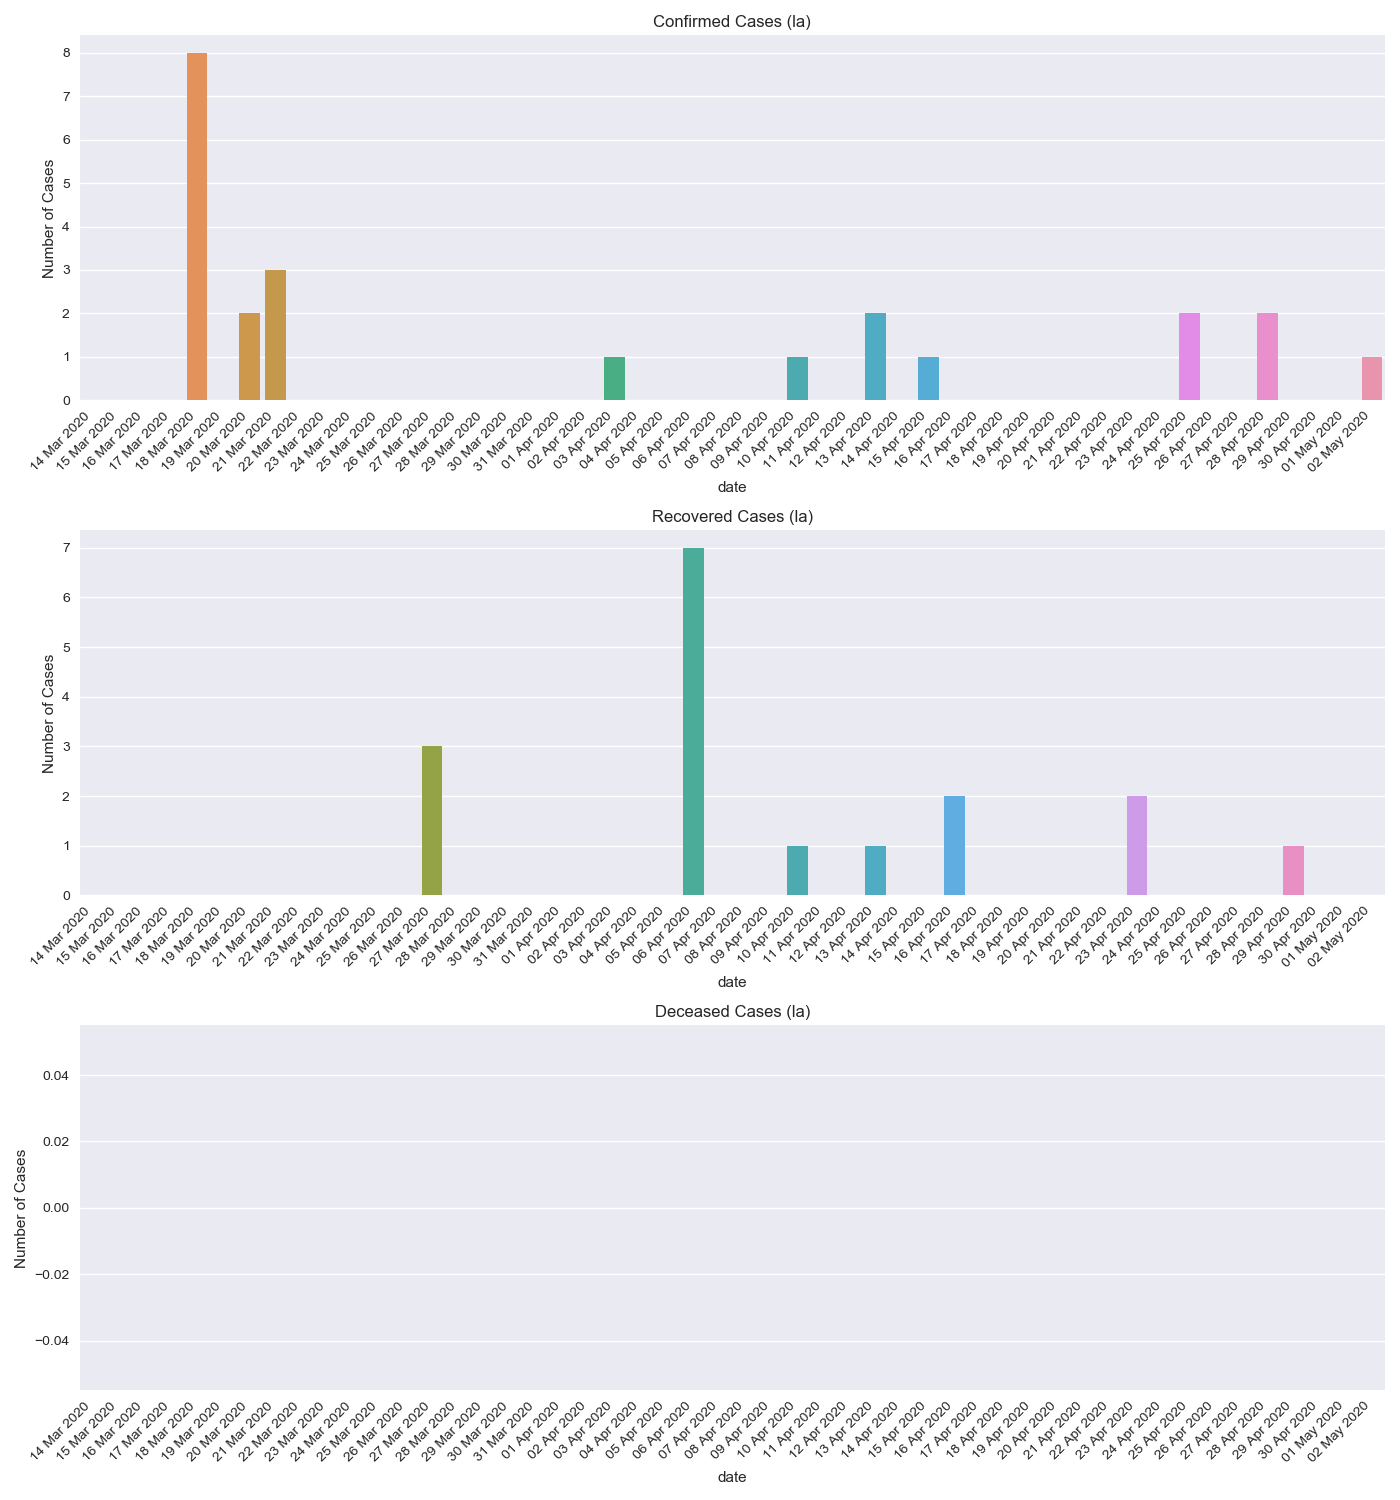 Confirmed Cases (la)
8
7
6
5
4
3
2
1
0
Number of Cases
14 Mar 2020
15 Mar 2020
16 Mar 2020
17 Mar 2020
18 Mar 2020
19 Mar 2020
20 Mar 2020
21 Mar 2020
22 Mar 2020
23 Mar 2020
24 Mar 2020
25 Mar 2020
26 Mar 2020
27 Mar 2020
28 Mar 2020
29 Mar 2020
30 Mar 2020
31 Mar 2020
01 Apr 2020
02 Apr 2020
03 Apr 2020
04 Apr 2020
05 Apr 2020
06 Apr 2020
07 Apr 2020
08 Apr 2020
09 Apr 2020
10 Apr 2020
11 Apr 2020
12 Apr 2020
13 Apr 2020
14 Apr 2020
15 Apr 2020
16 Apr 2020
17 Apr 2020
18 Apr 2020
19 Apr 2020
20 Apr 2020
21 Apr 2020
22 Apr 2020
23 Apr 2020
24 Apr 2020
25 Apr 2020
26 Apr 2020
27 Apr 2020
28 Apr 2020
29 Apr 2020
30 Apr 2020
01 May 2020
02 May 2020
date
Recovered Cases (la)
7
6
5
4
3
2
1
0
Number of Cases
14 Mar 2020
15 Mar 2020
16 Mar 2020
17 Mar 2020
18 Mar 2020
19 Mar 2020
20 Mar 2020
21 Mar 2020
22 Mar 2020
23 Mar 2020
24 Mar 2020
25 Mar 2020
26 Mar 2020
27 Mar 2020
28 Mar 2020
29 Mar 2020
30 Mar 2020
31 Mar 2020
01 Apr 2020
02 Apr 2020
03 Apr 2020
04 Apr 2020
05 Apr 2020
06 Apr 2020
07 Apr 2020
08 Apr 2020
09 Apr 2020
10 Apr 2020
11 Apr 2020
12 Apr 2020
13 Apr 2020
14 Apr 2020
15 Apr 2020
16 Apr 2020
17 Apr 2020
18 Apr 2020
19 Apr 2020
20 Apr 2020
21 Apr 2020
22 Apr 2020
23 Apr 2020
24 Apr 2020
25 Apr 2020
26 Apr 2020
27 Apr 2020
28 Apr 2020
29 Apr 2020
30 Apr 2020
01 May 2020
02 May 2020
date
Deceased Cases (la)
0.04
0.02
0.00
−0.02
−0.04
Number of Cases
14 Mar 2020
15 Mar 2020
16 Mar 2020
17 Mar 2020
18 Mar 2020
19 Mar 2020
20 Mar 2020
21 Mar 2020
22 Mar 2020
23 Mar 2020
24 Mar 2020
25 Mar 2020
26 Mar 2020
27 Mar 2020
28 Mar 2020
29 Mar 2020
30 Mar 2020
31 Mar 2020
01 Apr 2020
02 Apr 2020
03 Apr 2020
04 Apr 2020
05 Apr 2020
06 Apr 2020
07 Apr 2020
08 Apr 2020
09 Apr 2020
10 Apr 2020
11 Apr 2020
12 Apr 2020
13 Apr 2020
14 Apr 2020
15 Apr 2020
16 Apr 2020
17 Apr 2020
18 Apr 2020
19 Apr 2020
20 Apr 2020
21 Apr 2020
22 Apr 2020
23 Apr 2020
24 Apr 2020
25 Apr 2020
26 Apr 2020
27 Apr 2020
28 Apr 2020
29 Apr 2020
30 Apr 2020
01 May 2020
02 May 2020
date